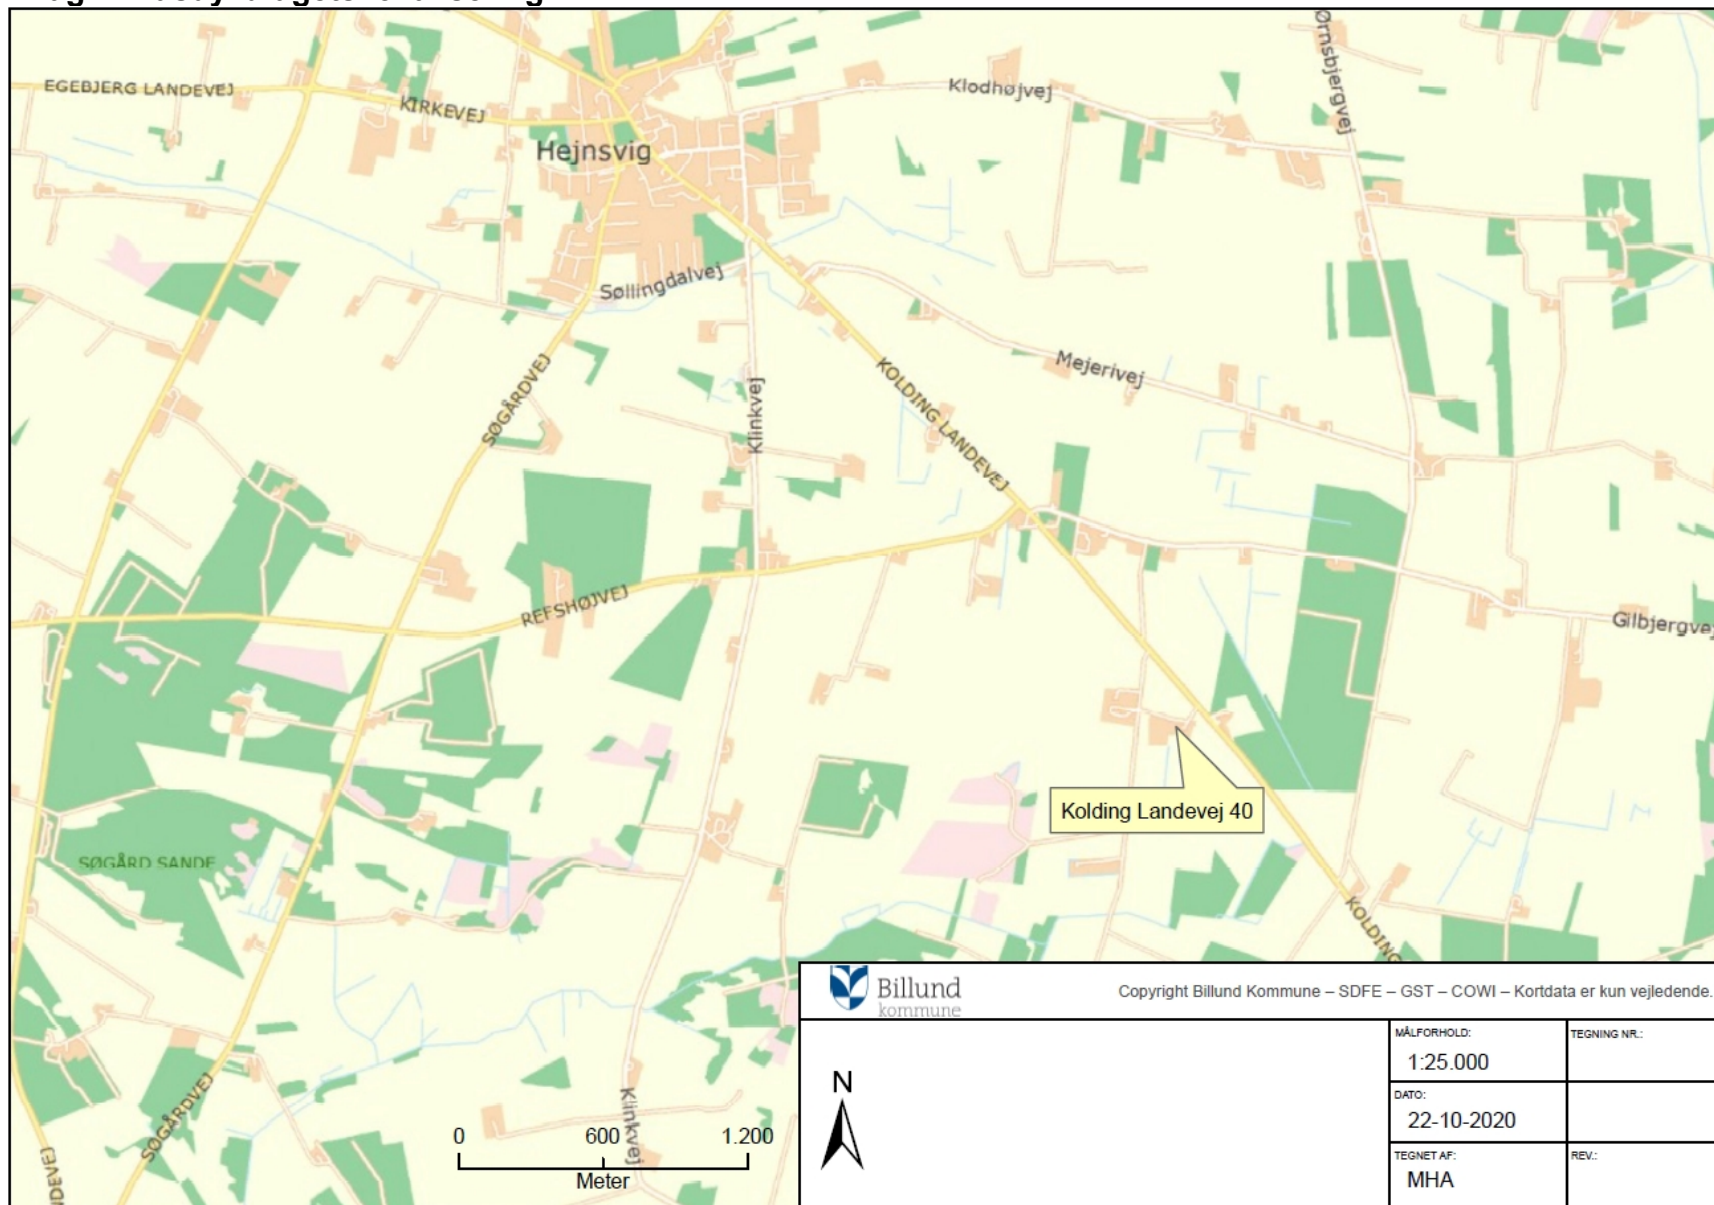 Ørnsbjergvej
EGEBJERG LANDEVEJ
KIRKEVEJ
Klodhøjvej
Hejnsvig
Søllingdalvej
Mejerivej
SØGÅRDVEJ
Klinkvej
KOLDING LANDEVEJ
REFSHØJVEJ
Gilbjergvej
Kolding Landevej 40
SØGÅRD SANDE
KOLDING
Billund
kommune
Copyright Billund Kommune – SDFE – GST – COWI – Kortdata er kun vejledende.
MÅLFORHOLD:
1:25.000
TEGNING NR.:
N
DATO:
22-10-2020
TEGNET AF:
MHA
REV.:
SØGÅRDVEJ
Klinkvej
0 600 1.200
Meter